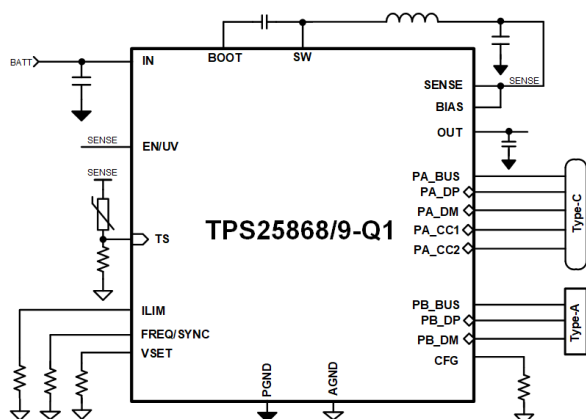 BOOT
SW
BATT
IN
SENSE
SENSE
BIAS
OUT
SENSE
EN/UV
SENSE
PA_BUS
PA_DP
PA_DM
PA_CC1
PA_CC2
Type-C
TPS25868/9-Q1
TS
ILIM
FREQ/SYNC
VSET
PB_BUS
PB_DP
PB_DM
Type-A
CFG
PGND
AGND